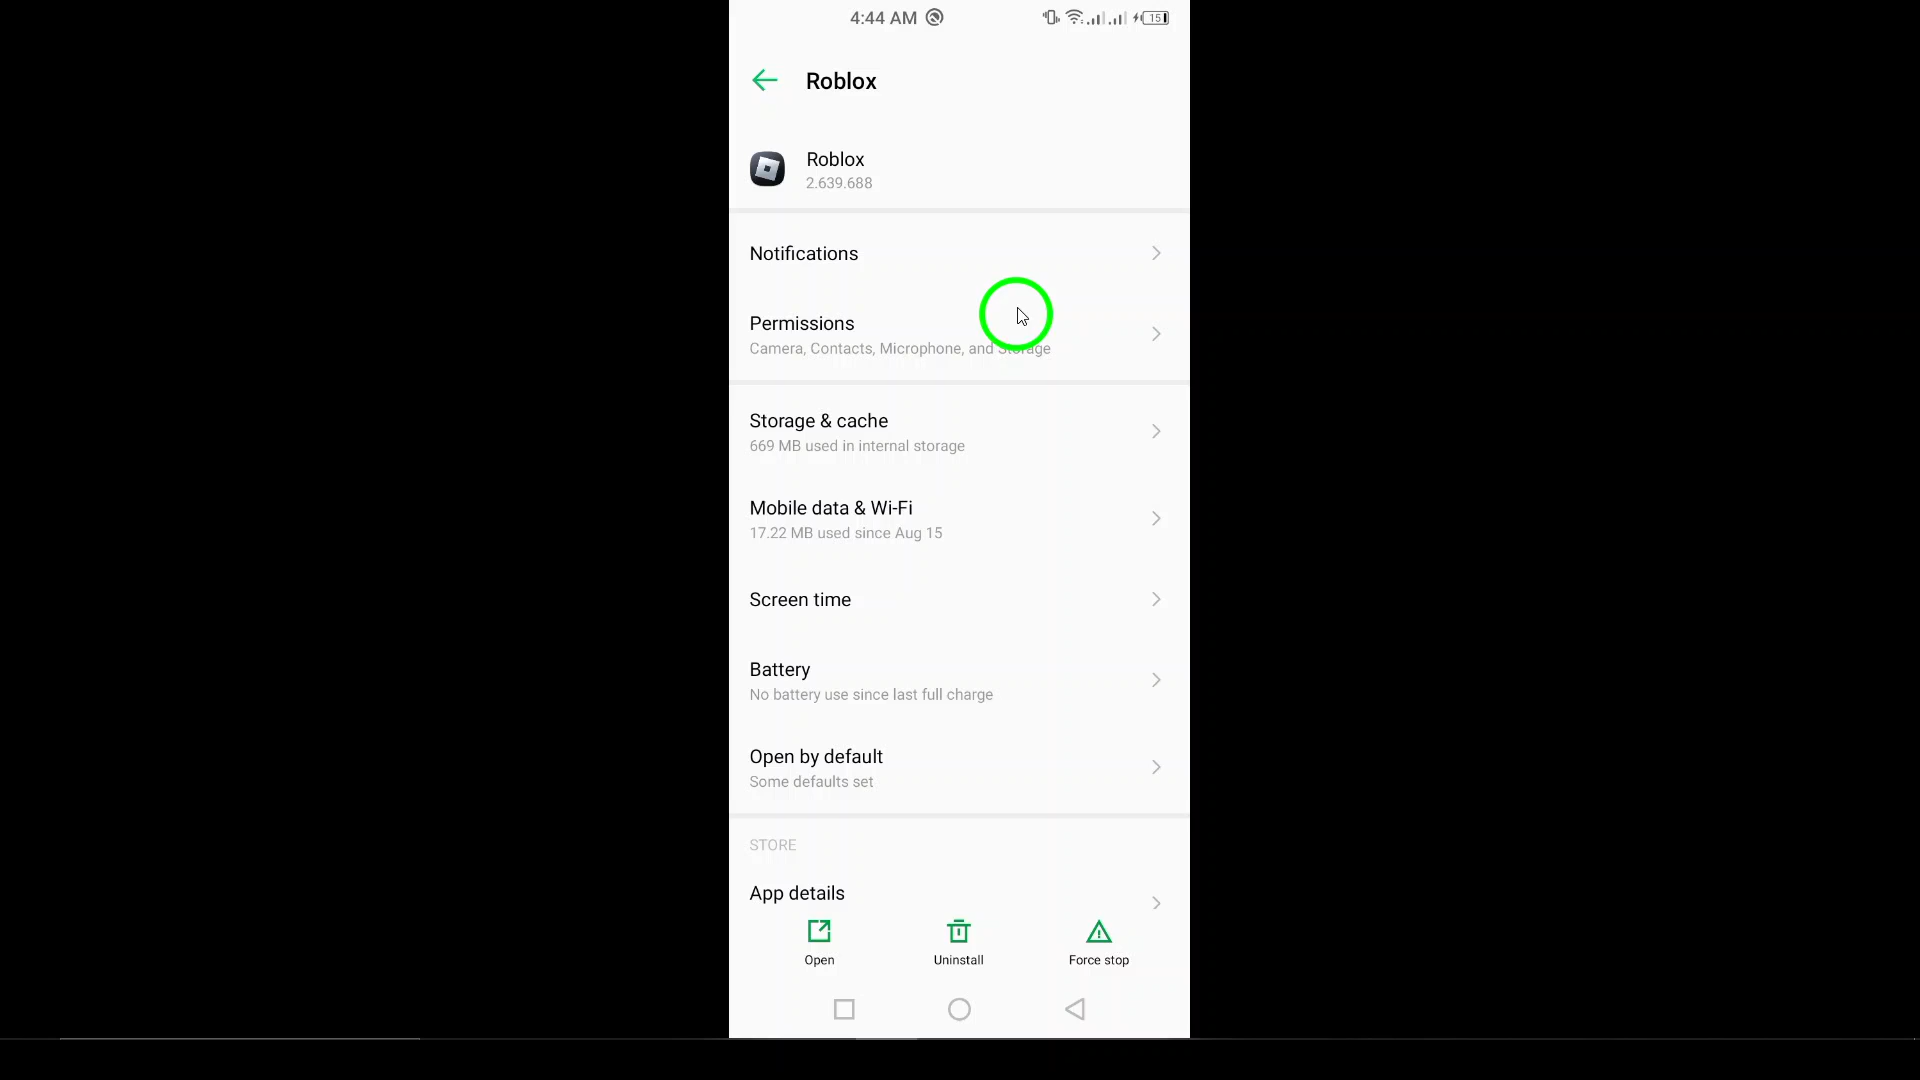 4:44 AM
15
Roblox
Roblox
2.639.688
Notifications
Permissions
Camera, Contacts, Microphone, and Storage
Storage & cache
669 MB used in internal storage
Mobile data & Wi-Fi
17.22 MB used since Aug 15
Screen time
Battery
No battery use since last full charge
Open by default
Some defaults set
STORE
App details
Open
Uninstall
Force stop